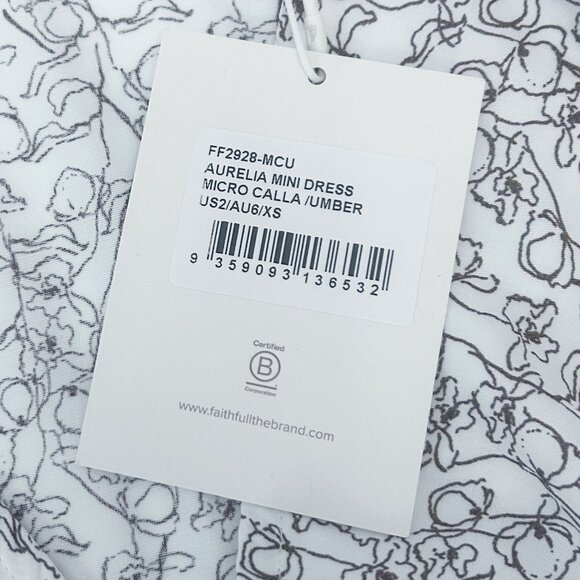 FF2928-MCU
AURELIA MINI DRESS
MICRO CALLA /UMBER
US2/AU6/XS
9 359093 136532
Certified
B
Corporation
www.faithfullthebrand.com